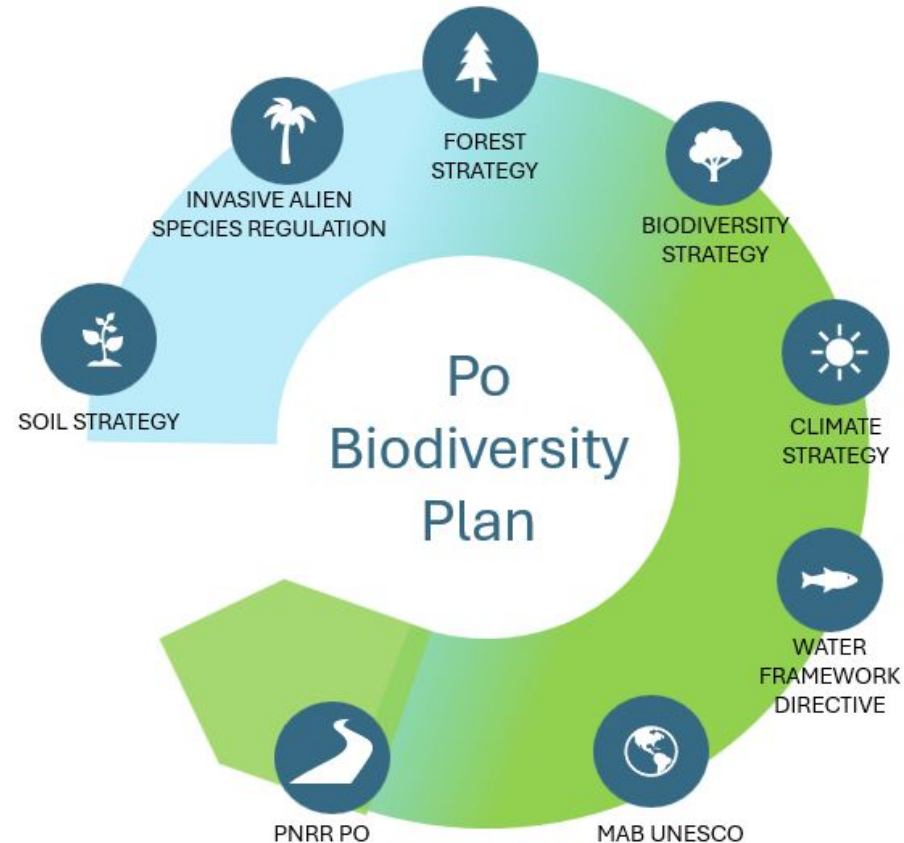 FOREST
STRATEGY
INVASIVE ALIEN
SPECIES REGULATION
BIODIVERSITY
STRATEGY
SOIL STRATEGY
Po
Biodiversity
Plan
CLIMATE
STRATEGY
WATER
FRAMEWORK
DIRECTIVE
PNRR PO
MAB UNESCO